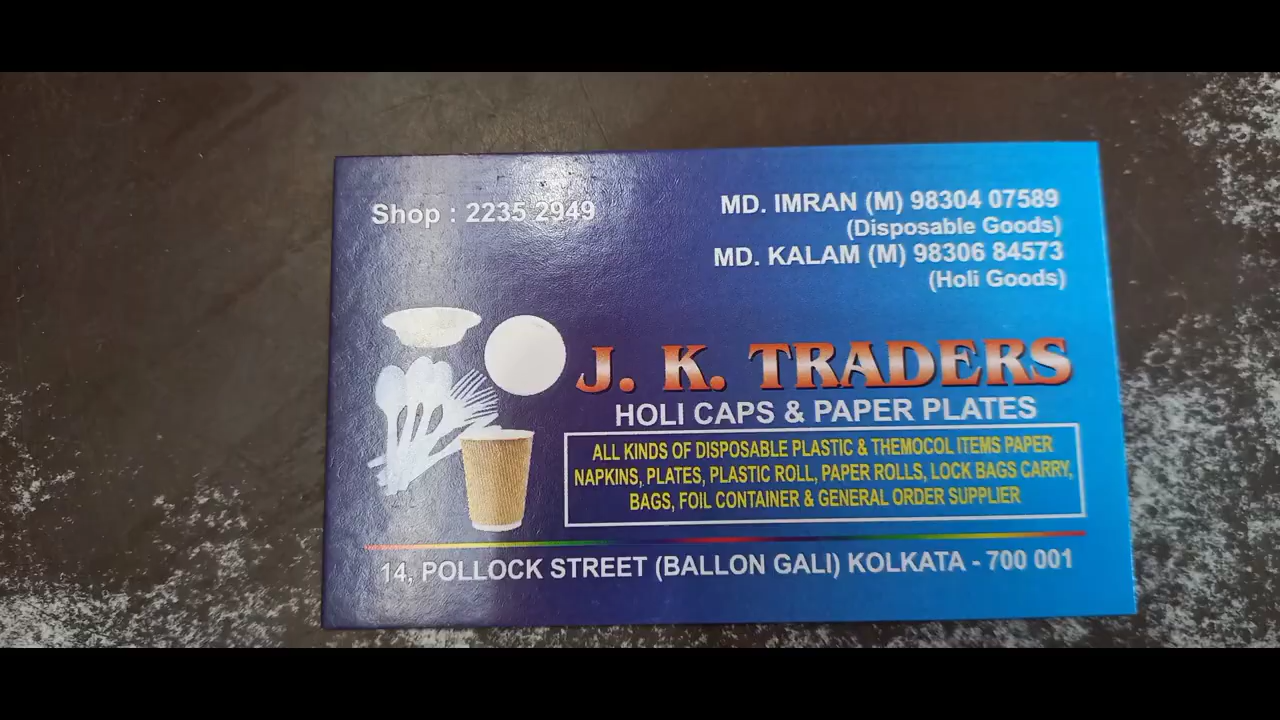 Shop : 2235 2949
MD. IMRAN (M) 98304 07589
(Disposable Goods)
MD. KALAM (M) 98306 84573
(Holi Goods)
J. K. TRADERS
HOLI CAPS & PAPER PLATES
ALL KINDS OF DISPOSABLE PLASTIC & THEMOCOL ITEMS PAPER
NAPKINS, PLATES, PLASTIC ROLL, PAPER ROLLS, LOCK BAGS CARRY,
BAGS, FOIL CONTAINER & GENERAL ORDER SUPPLIER
14, POLLOCK STREET (BALLON GALI) KOLKATA - 700 001